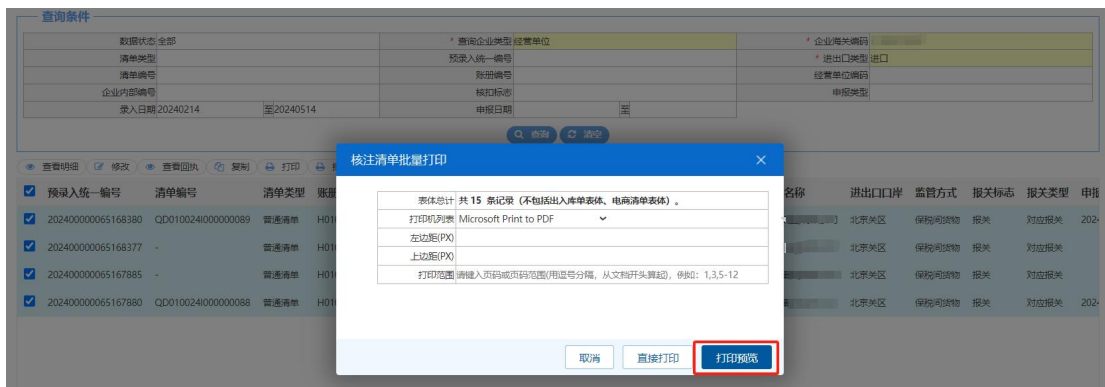 查询条件
数据状态 全部 * 查询企业类型 经营单位 * 企业海关编码
清单类型 预录入统一编号 * 进出口类型 进口
清单编号 账册编号 经营单位编码
企业内部编号 核扣标志 申报类型
录入日期 20240214 至 20240514 申报日期 至
查询 清空
查看明细 修改 查看回执 复制 打印
预录入统一编号 清单编号 清单类型 账册 名称 进出口口岸 监管方式 报关标志 报关类型 申报
202400000065168380 QD010024I000000089 普通清单 H01 北京关区 保税间货物 报关 对应报关 202
202400000065168377 - 普通清单 H01 北京关区 保税间货物 报关 对应报关
202400000065167885 - 普通清单 H01 北京关区 保税间货物 报关 对应报关
202400000065167880 QD010024I000000088 普通清单 H01 北京关区 保税间货物 报关 对应报关 202
核注清单批量打印
表体总计 共 15 条记录（不包括出入库单表体、电商清单表体）。
打印机列表 Microsoft Print to PDF
左边距(PX)
上边距(PX)
打印范围 请键入页码或页码范围(用逗号分隔，从文档开头算起)，例如：1,3,5-12
取消 直接打印 打印预览